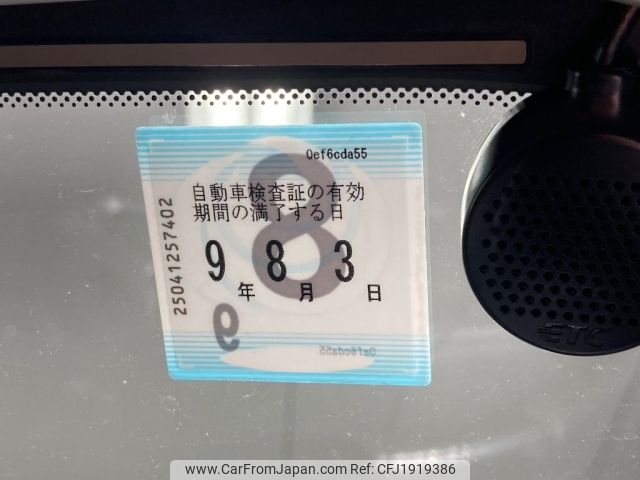 0ef6cda55
自動車検査証の有効
期間の満了する日
9年 8月 3日
25041257402
8
9
0ef6cda55
ETC
www.CarFromJapan.com | © CFJ1919386